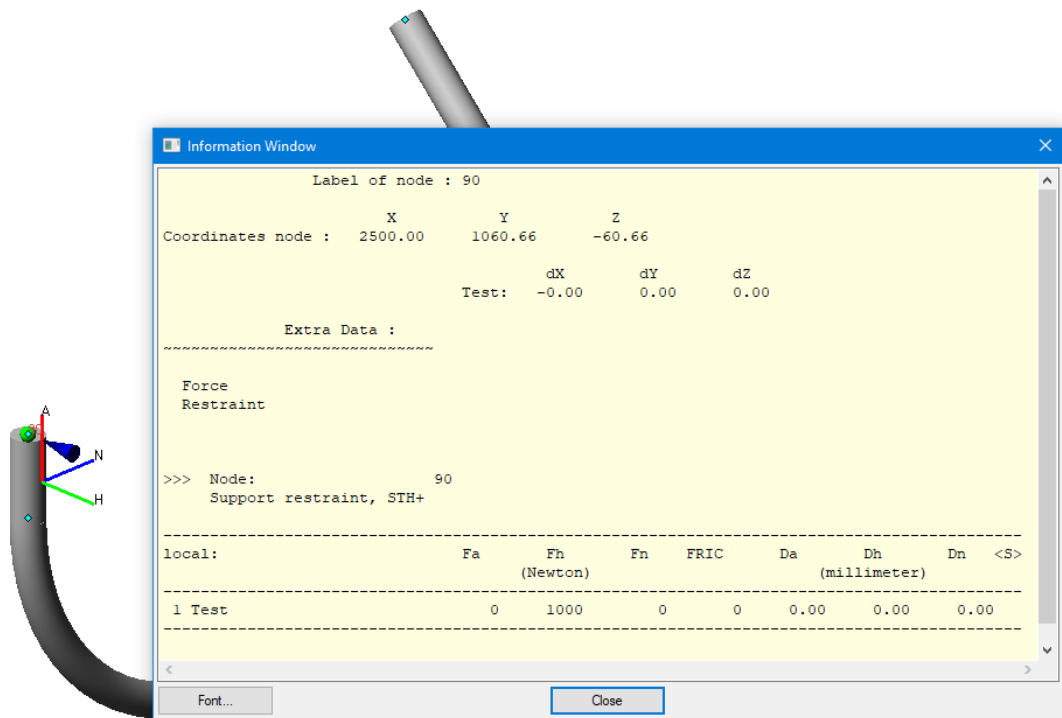 Information Window
Label of node : 90
X Y Z
Coordinates node : 2500.00 1060.66 -60.66
dX dY dZ
Test: -0.00 0.00 0.00
Extra Data :
~~~~~~~~~~~~~~~~~~~~~~~~~~~~~
Force
Restraint
A
N
H
>>> Node: 90
Support restraint, STH+
local: Fa Fh Fn FRIC Da Dh Dn <S>
(Newton) (millimeter)
1 Test 0 1000 0 0 0.00 0.00 0.00
Font...
Close